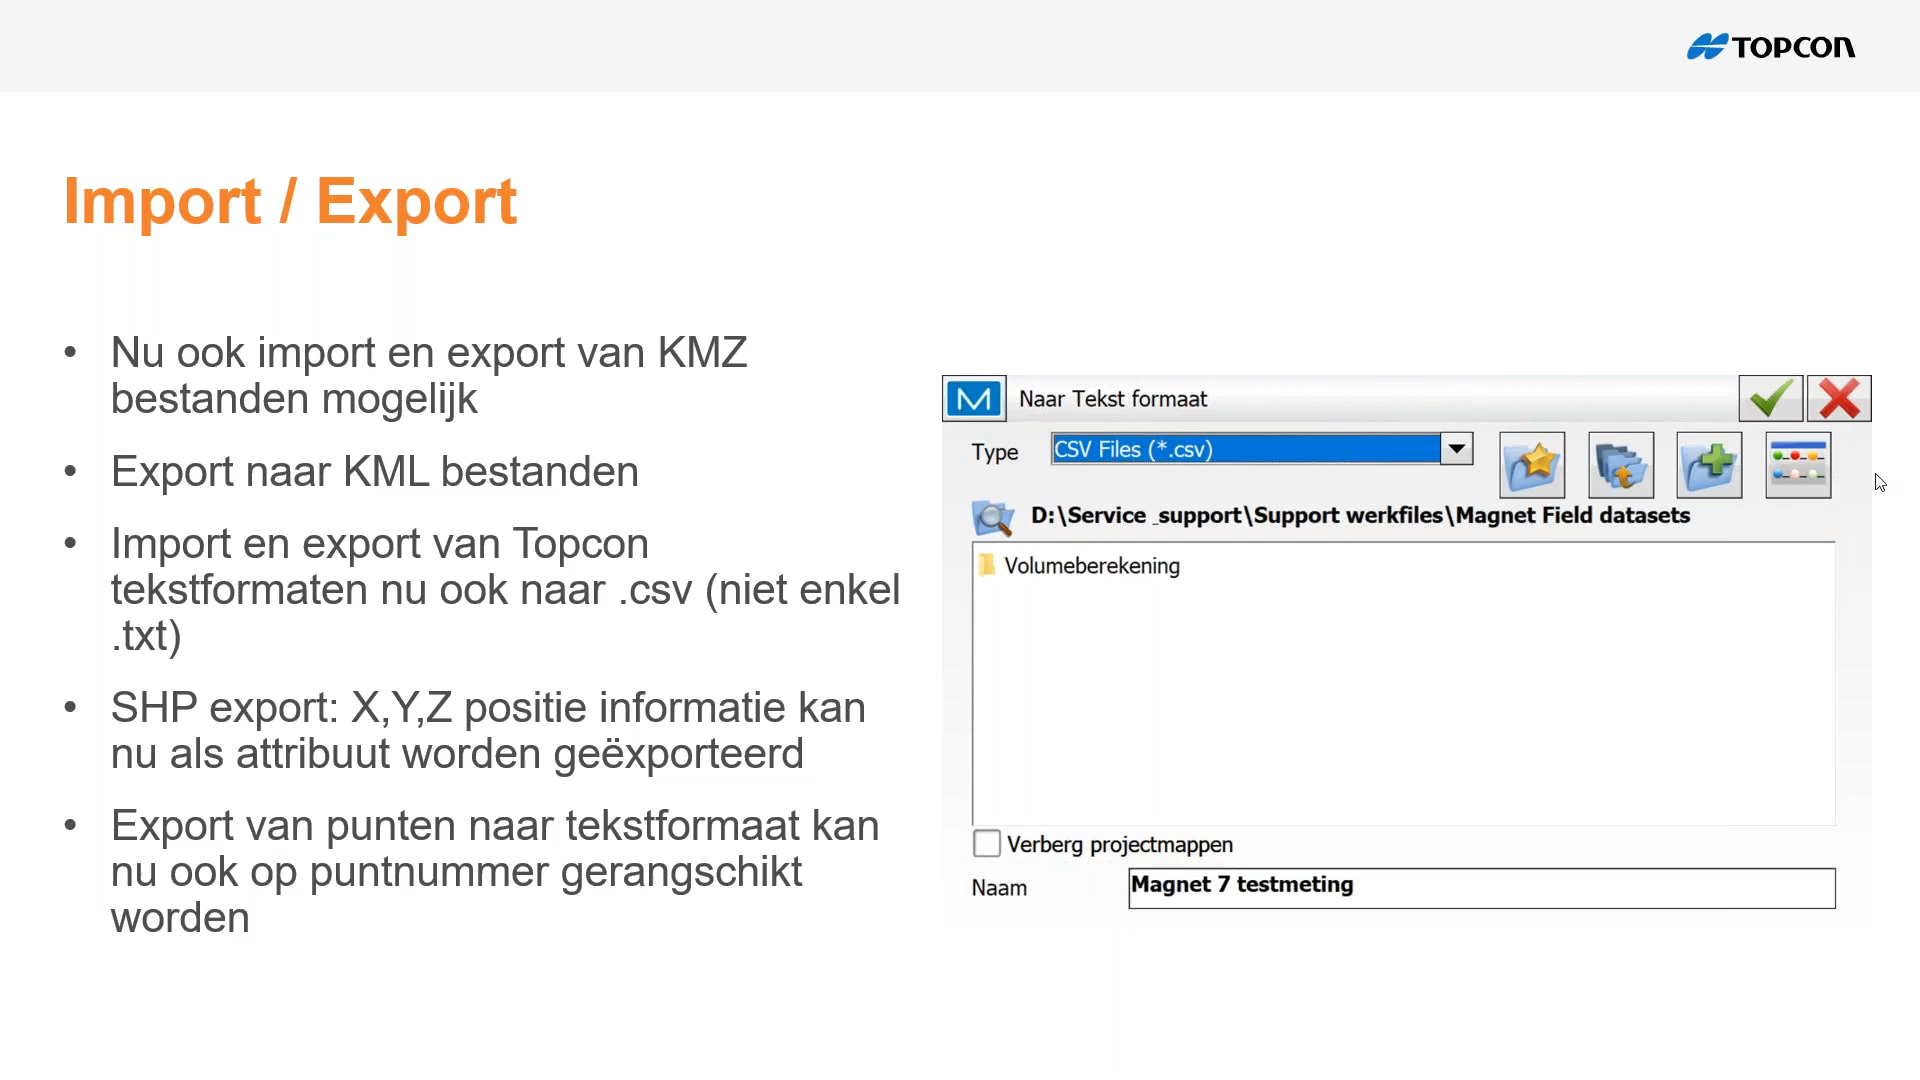 TOPCON
Import / Export
• Nu ook import en export van KMZ
bestanden mogelijk
• Export naar KML bestanden
• Import en export van Topcon
tekstformaten nu ook naar .csv (niet enkel
.txt)
• SHP export: X,Y,Z positie informatie kan
nu als attribuut worden geëxporteerd
• Export van punten naar tekstformaat kan
nu ook op puntnummer gerangschikt
worden
Naar Tekst formaat
Type CSV Files (*.csv)
D:\Service _support\Support werkfiles\Magnet Field datasets
Volumeberekening
Verberg projectmappen
Naam Magnet 7 testmeting